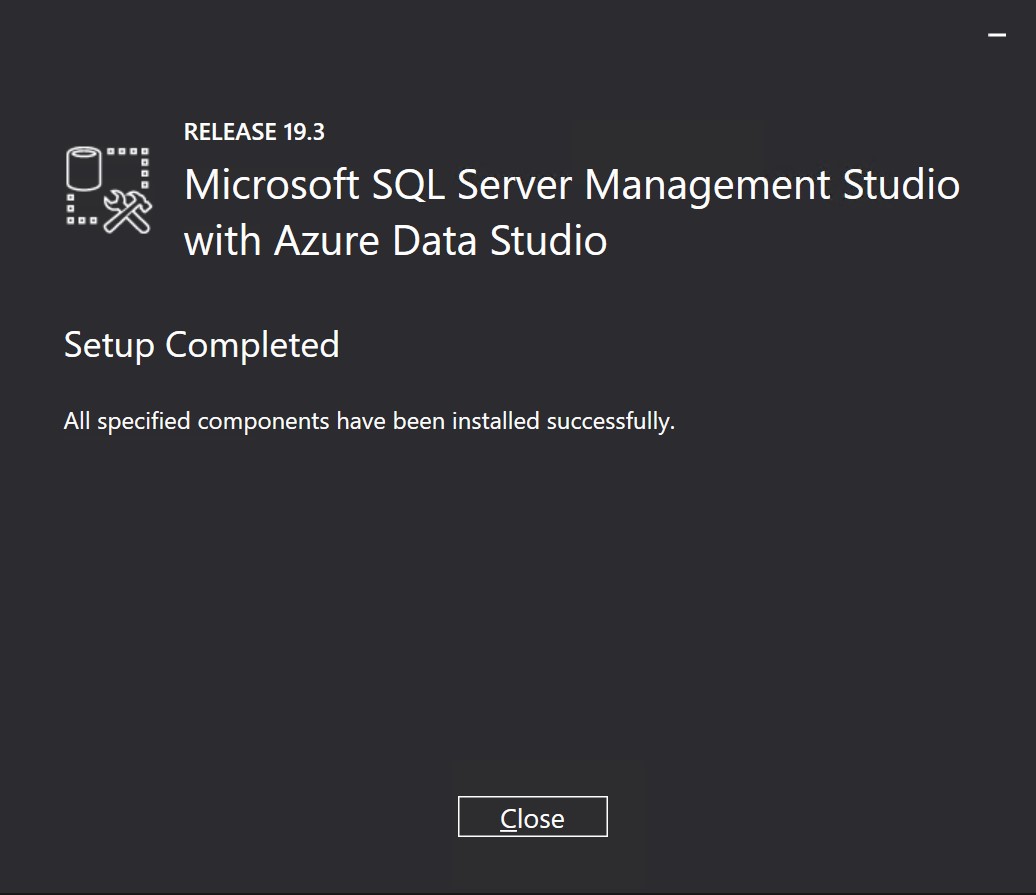 RELEASE 19.3
Microsoft SQL Server Management Studio
with Azure Data Studio
Setup Completed
All specified components have been installed successfully.
Close